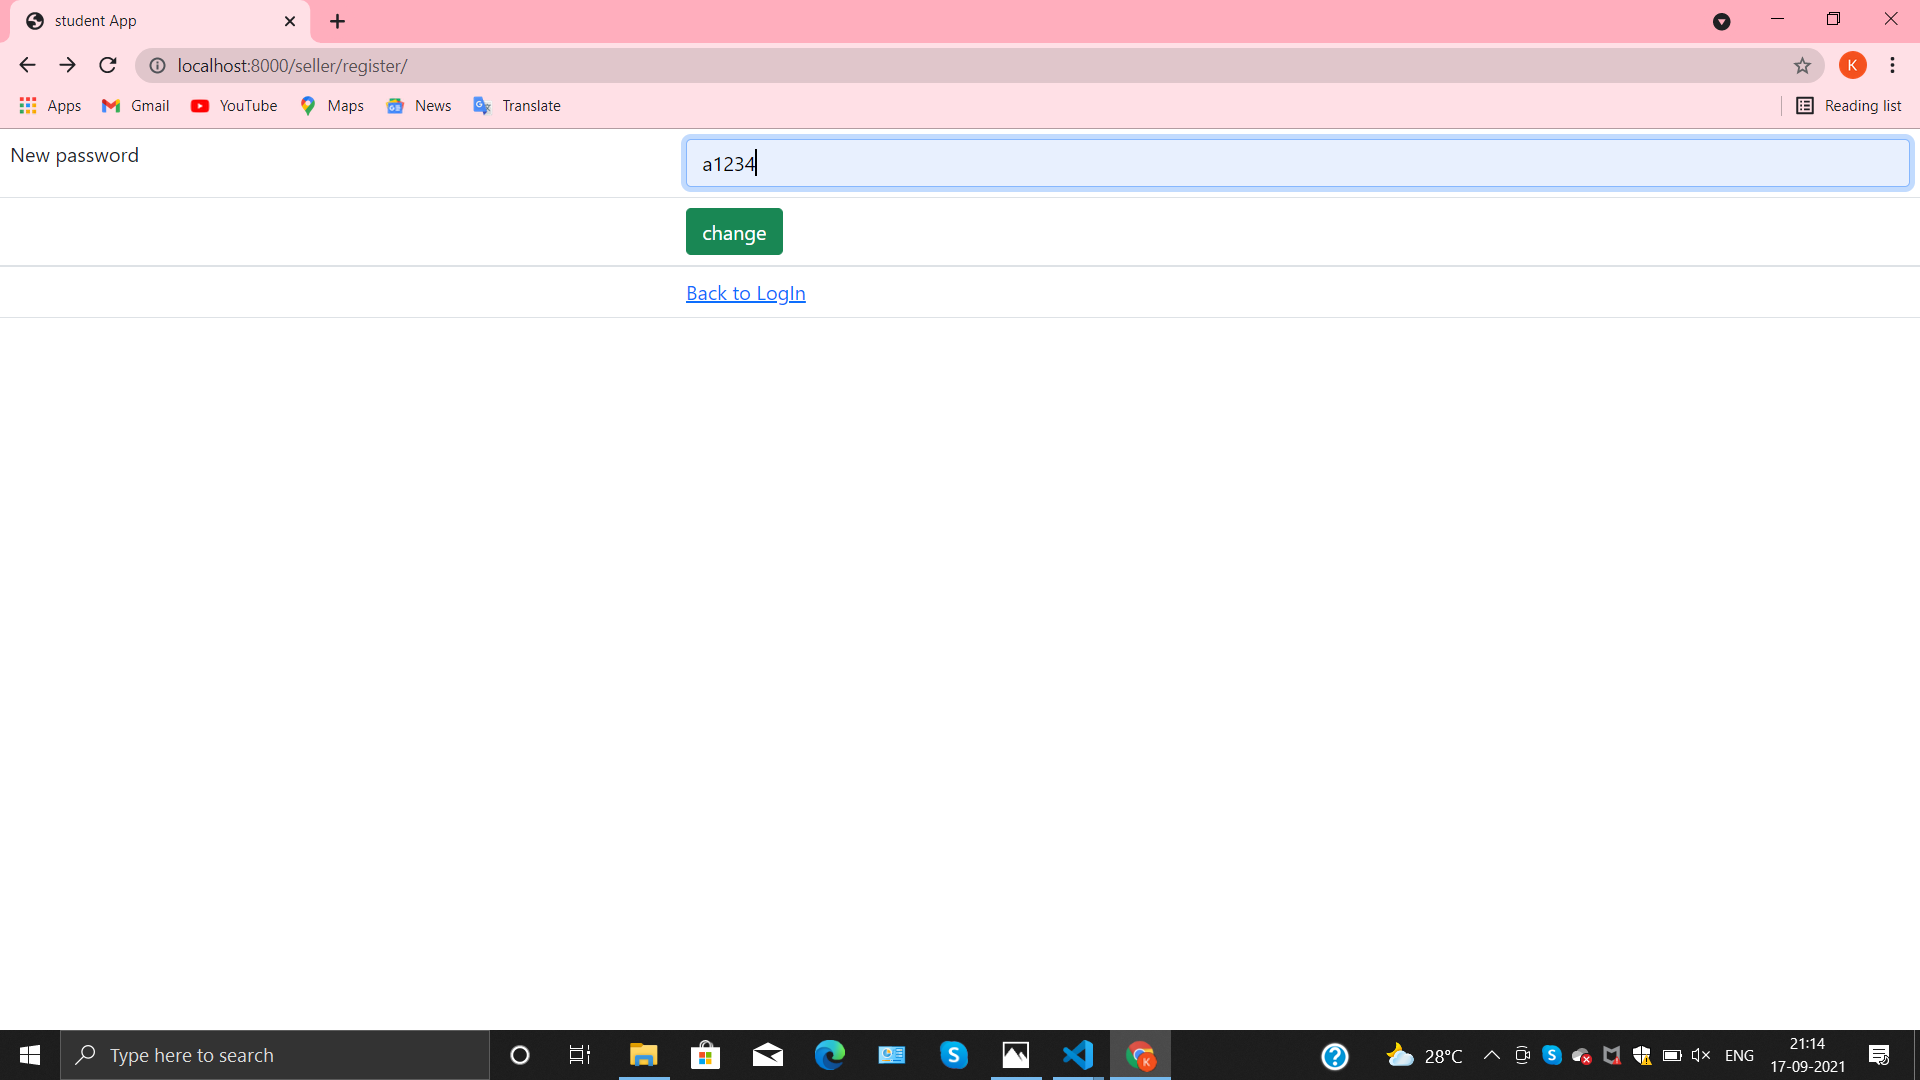 student App
localhost:8000/seller/register/
K
Apps Gmail YouTube Maps News Translate Reading list
New password a1234
change
Back to LogIn
Type here to search
28°C ENG 21:14
17-09-2021